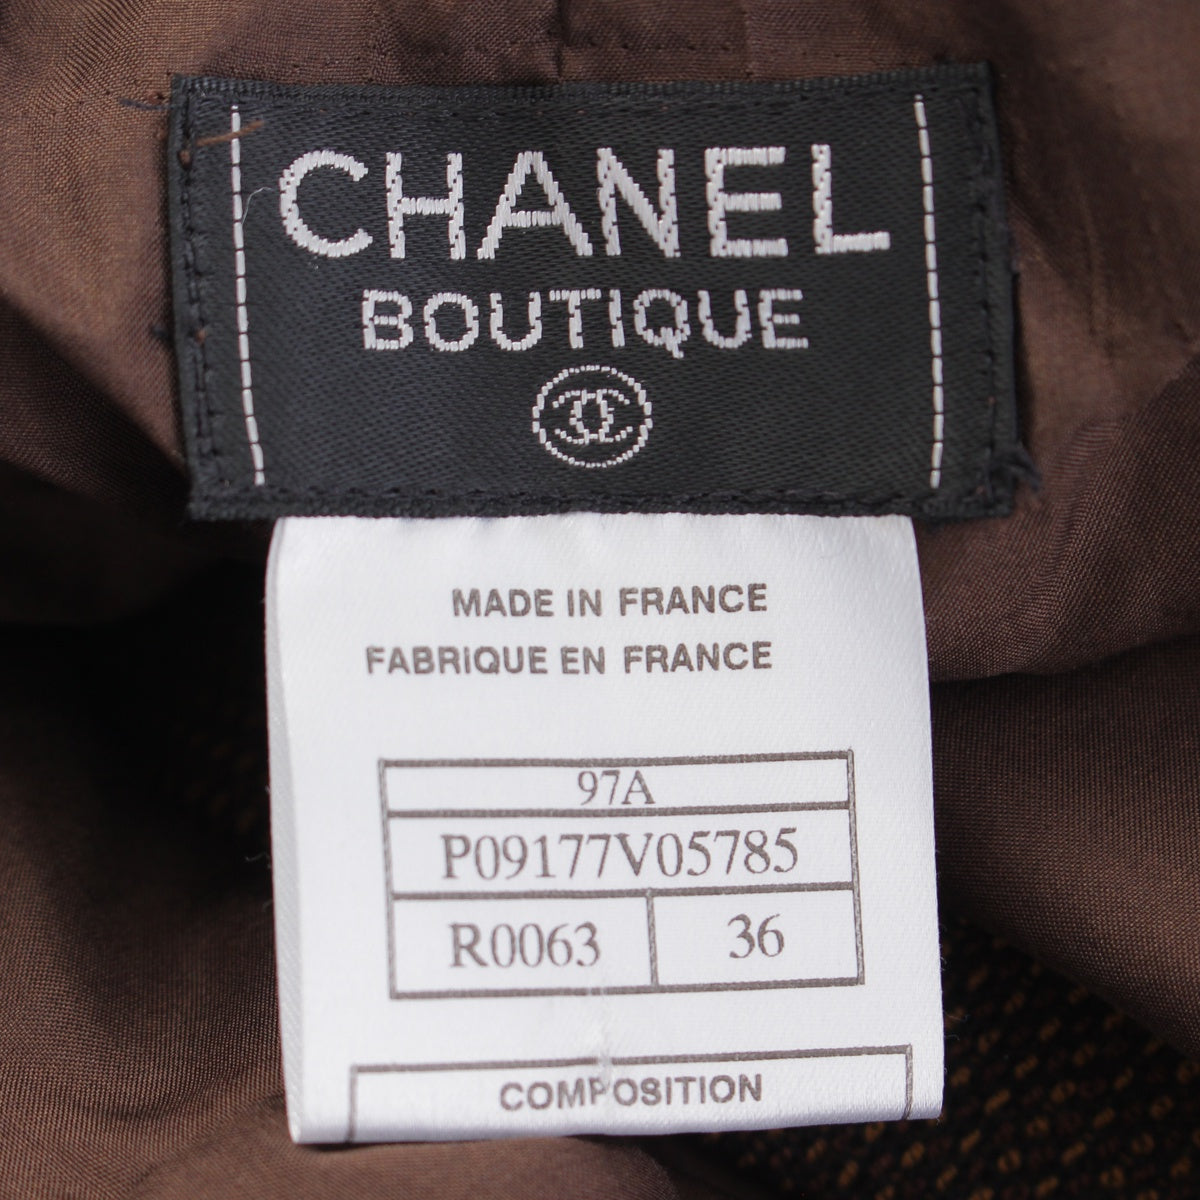 CHANEL
BOUTIQUE
MADE IN FRANCE
FABRIQUE EN FRANCE
97A
P09177V05785
R0063 36
COMPOSITION